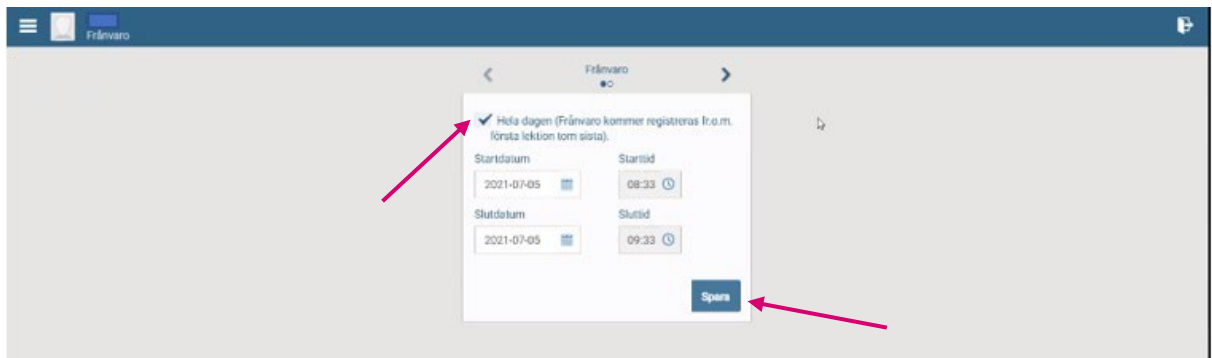 Frånvaro
Frånvaro
Hela dagen (Frånvaro kommer registreras fr.o.m.
första lektion tom sista).
Startdatum Starttid
2021-07-05 08:33
Slutdatum Sluttid
2021-07-05 09:33
Spara